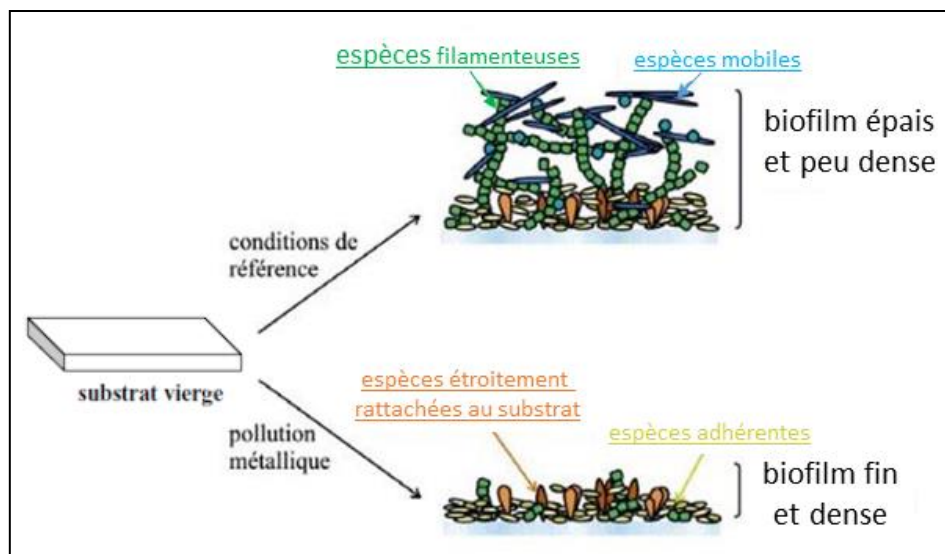 espèces filamenteuses
espèces mobiles
biofilm épais
et peu dense
conditions de
référence
substrat vierge
pollution
métallique
espèces étroitement
rattachées au substrat
espèces adhérentes
biofilm fin
et dense